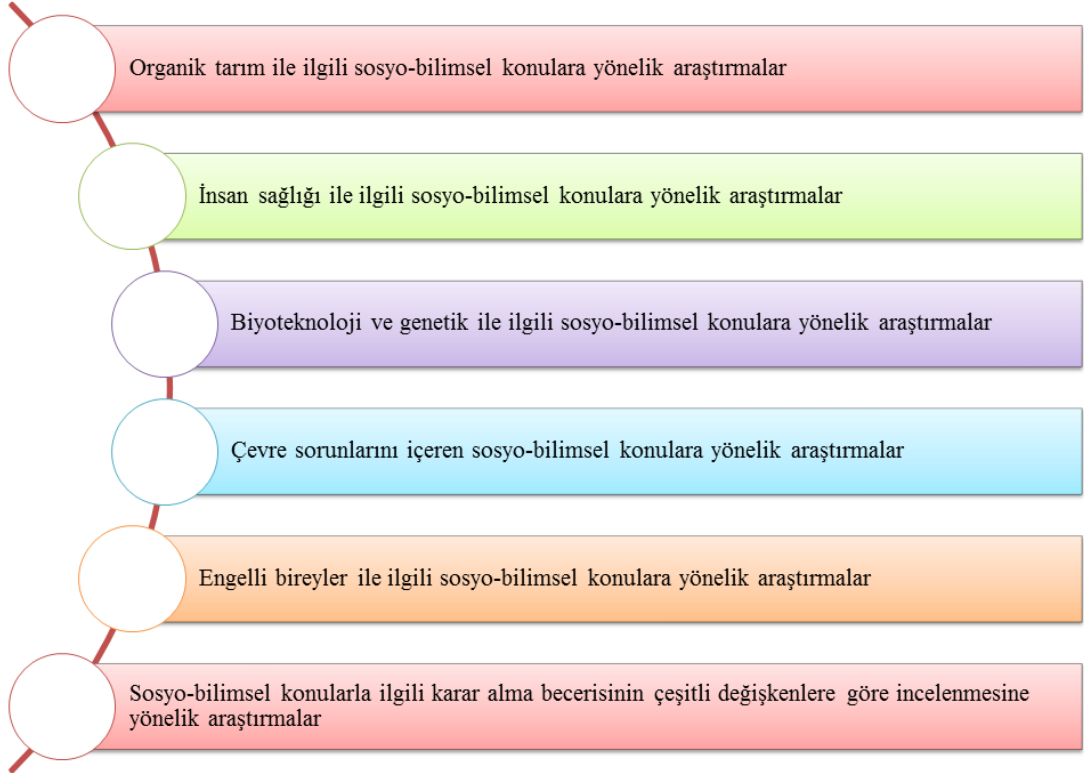 Organik tarım ile ilgili sosyo-bilimsel konulara yönelik araştırmalar
İnsan sağlığı ile ilgili sosyo-bilimsel konulara yönelik araştırmalar
Biyoteknoloji ve genetik ile ilgili sosyo-bilimsel konulara yönelik araştırmalar
Çevre sorunlarını içeren sosyo-bilimsel konulara yönelik araştırmalar
Engelli bireyler ile ilgili sosyo-bilimsel konulara yönelik araştırmalar
Sosyo-bilimsel konularla ilgili karar alma becerisinin çeşitli değişkenlere göre incelenmesine
yönelik araştırmalar